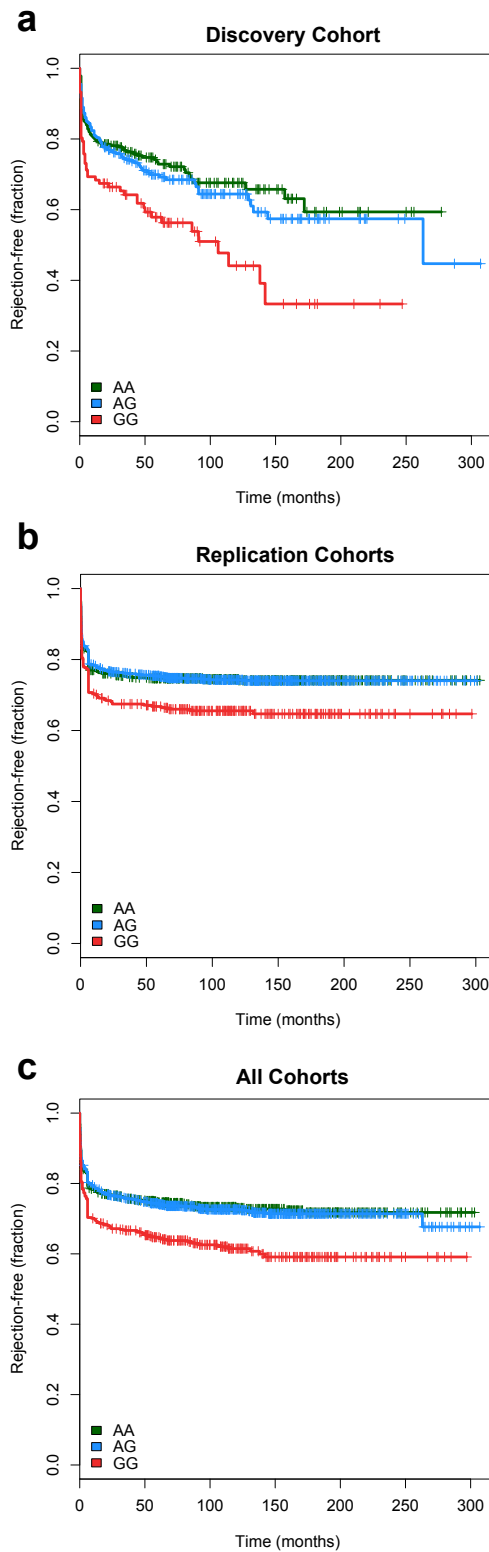 a
Discovery Cohort
Rejection-free (fraction)
1.0
0.8
0.6
0.4
0.2
0.0
AA
AG
GG
0 50 100 150 200 250 300
Time (months)
b
Replication Cohorts
Rejection-free (fraction)
1.0
0.8
0.6
0.4
0.2
0.0
AA
AG
GG
0 50 100 150 200 250 300
Time (months)
c
All Cohorts
Rejection-free (fraction)
1.0
0.8
0.6
0.4
0.2
0.0
AA
AG
GG
0 50 100 150 200 250 300
Time (months)